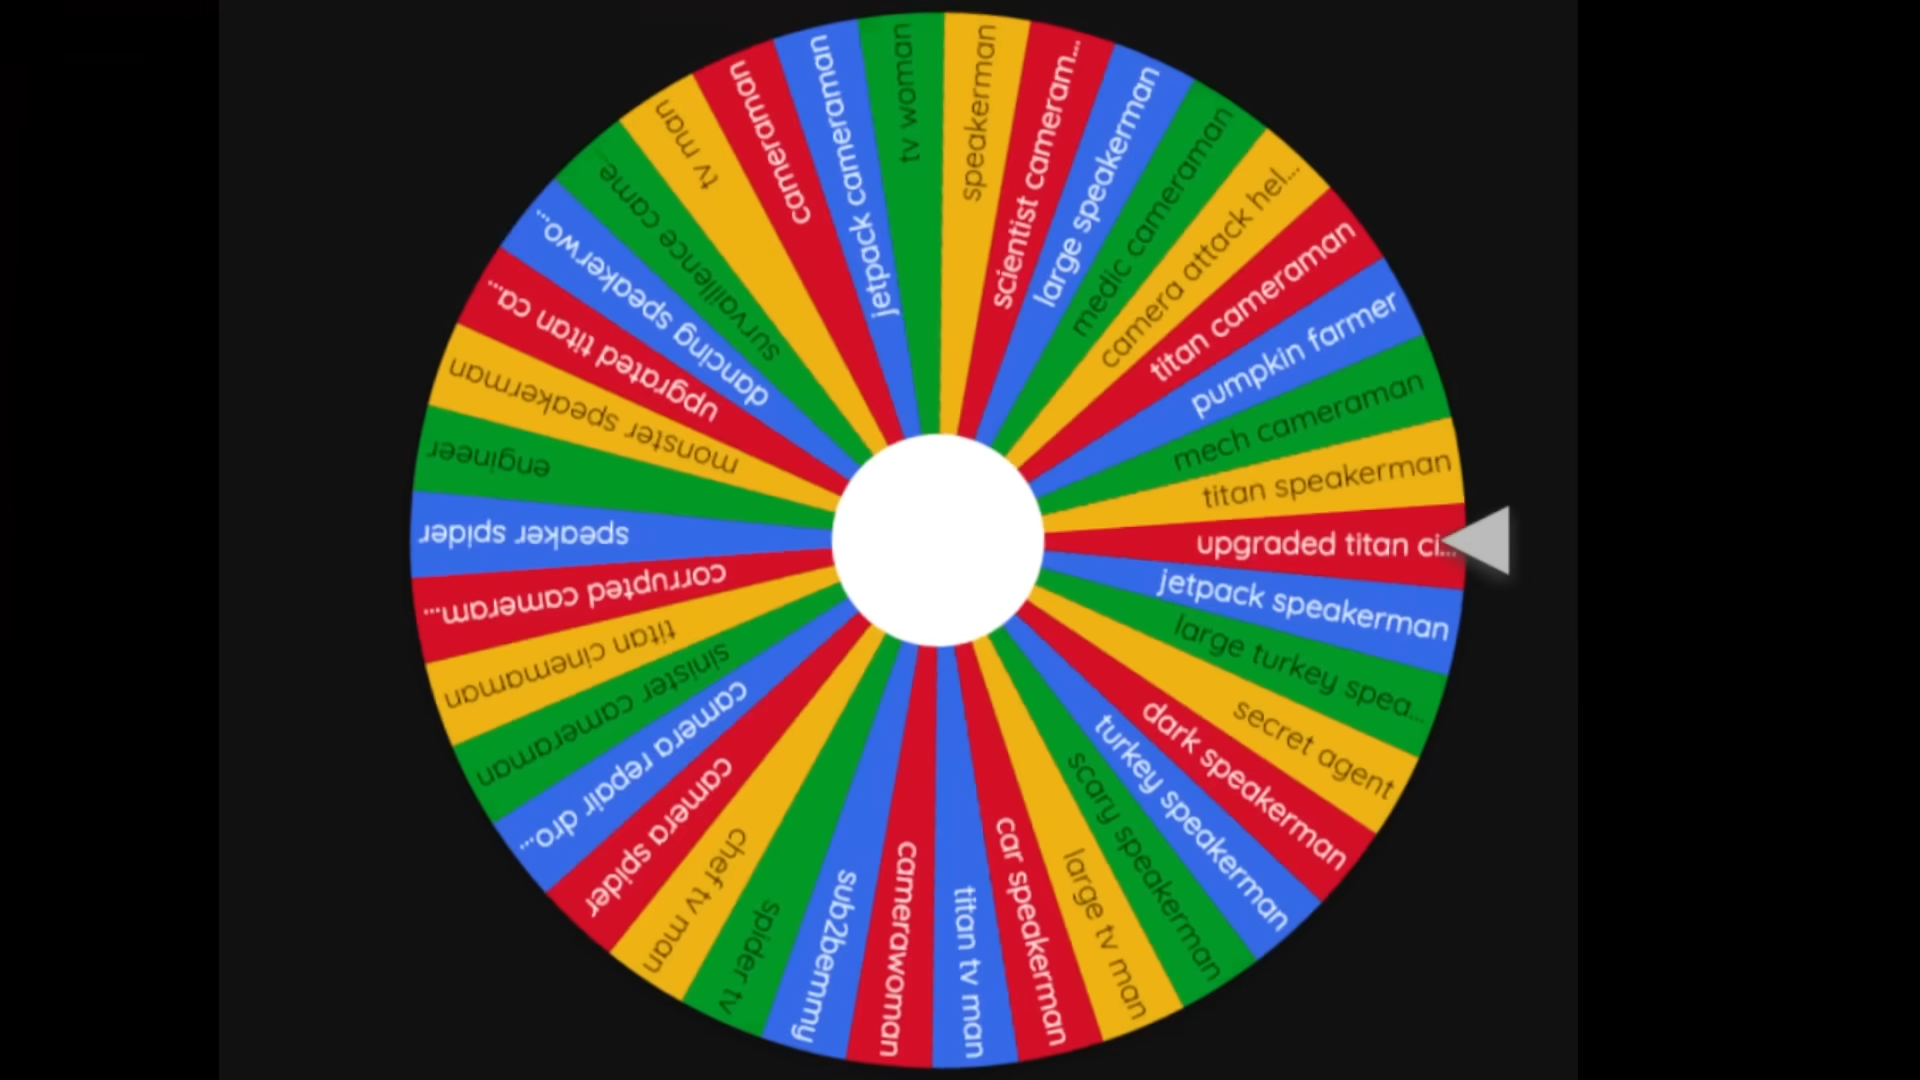 tv woman
speakerman
scientist cameram...
large speakerman
medic cameraman
camera attack hel...
titan cameraman
pumpkin farmer
mech cameraman
titan speakerman
upgraded titan ci...
jetpack speakerman
large turkey spea...
secret agent
dark speakerman
turkey speakerman
scary speakerman
large tv man
car speakerman
titan tv man
camerawoman
sub2bemmy
spider tv
chef tv man
camera spider
camera repair dro...
sinister cameraman
titan cinemaman
corrupted cameram...
speaker spider
engineer
monster speakerman
upgrated titan ca...
dancing speakerwo...
survaillence came
tv man
cameraman
jetpack cameraman